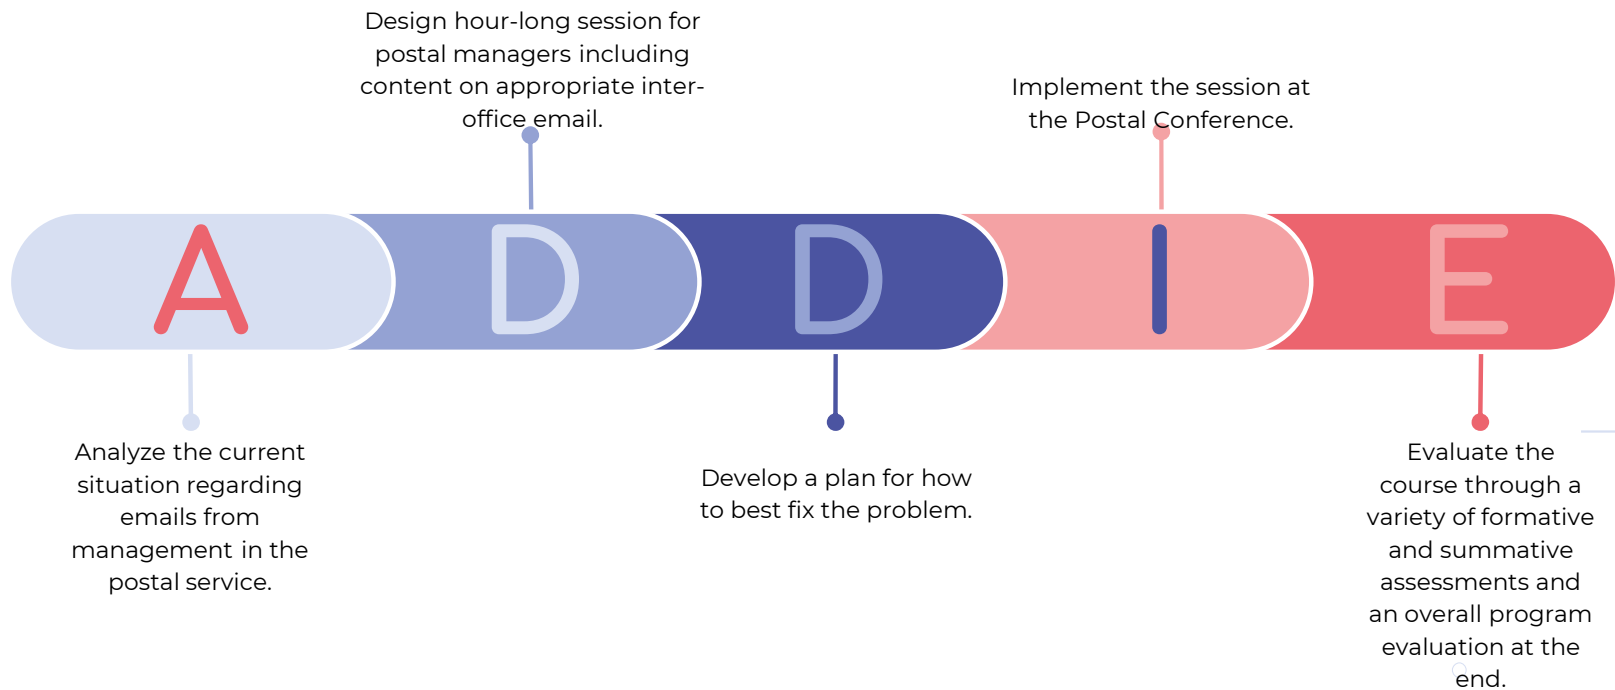 Design hour-long session for
postal managers including
content on appropriate inter-
office email.
Implement the session at
the Postal Conference.
A
D
D
I
E
Analyze the current
situation regarding
emails from
management in the
postal service.
Develop a plan for how
to best fix the problem.
Evaluate the
course through a
variety of formative
and summative
assessments and
an overall program
evaluation at the
end.